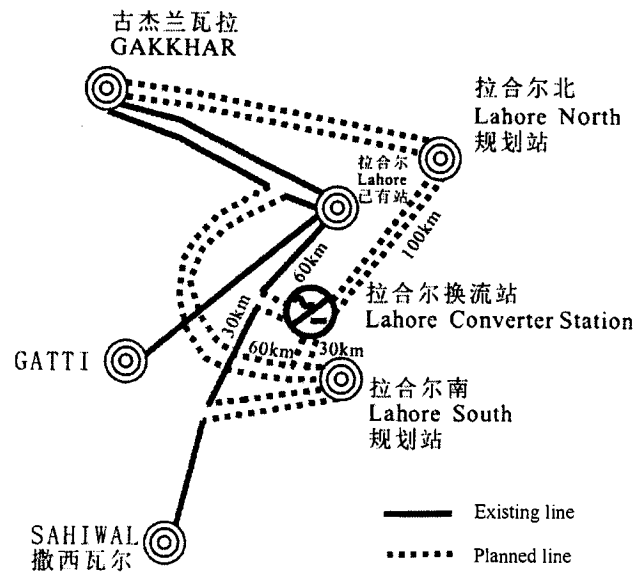 古杰兰瓦拉
GAKKHAR
拉合尔北
Lahore North
规划站
拉合尔
Lahore
已有站
100km
60km
拉合尔换流站
Lahore Converter Station
30km
60km
30km
GATTI
拉合尔南
Lahore South
规划站
SAHIWAL
撒西瓦尔
Existing line
Planned line